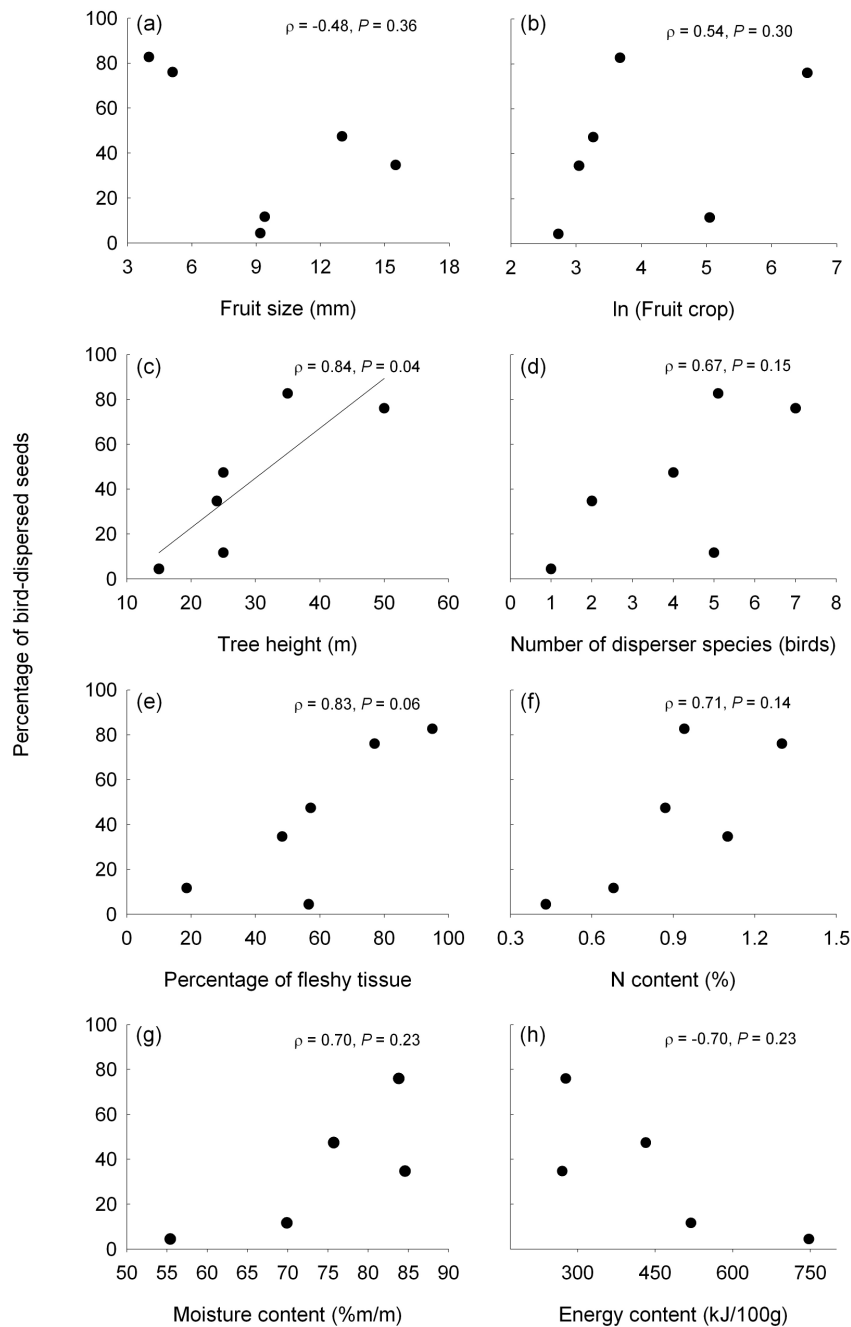 (a)
ρ = -0.48, P = 0.36
100
80
60
40
20
0
3 6 9 12 15 18
Fruit size (mm)
(b)
ρ = 0.54, P = 0.30
2 3 4 5 6 7
ln (Fruit crop)
Percentage of bird-dispersed seeds
(c)
ρ = 0.84, P = 0.04
100
80
60
40
20
0
10 20 30 40 50 60
Tree height (m)
(d)
ρ = 0.67, P = 0.15
0 1 2 3 4 5 6 7 8
Number of disperser species (birds)
(e)
ρ = 0.83, P = 0.06
100
80
60
40
20
0
0 20 40 60 80 100
Percentage of fleshy tissue
(f)
ρ = 0.71, P = 0.14
0.3 0.6 0.9 1.2 1.5
N content (%)
(g)
ρ = 0.70, P = 0.23
100
80
60
40
20
0
50 55 60 65 70 75 80 85 90
Moisture content (%m/m)
(h)
ρ = -0.70, P = 0.23
300 450 600 750
Energy content (kJ/100g)